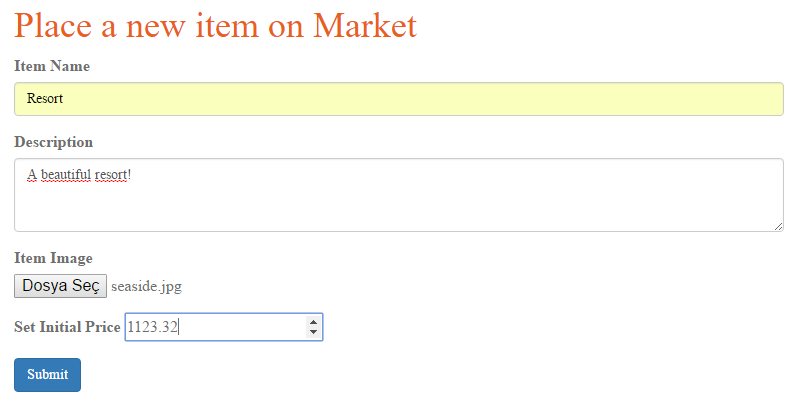 Place a new item on Market
Item Name
Resort
Description
A beautiful resort!
Item Image
Dosya Seç seaside.jpg
Set Initial Price 1123.32
Submit